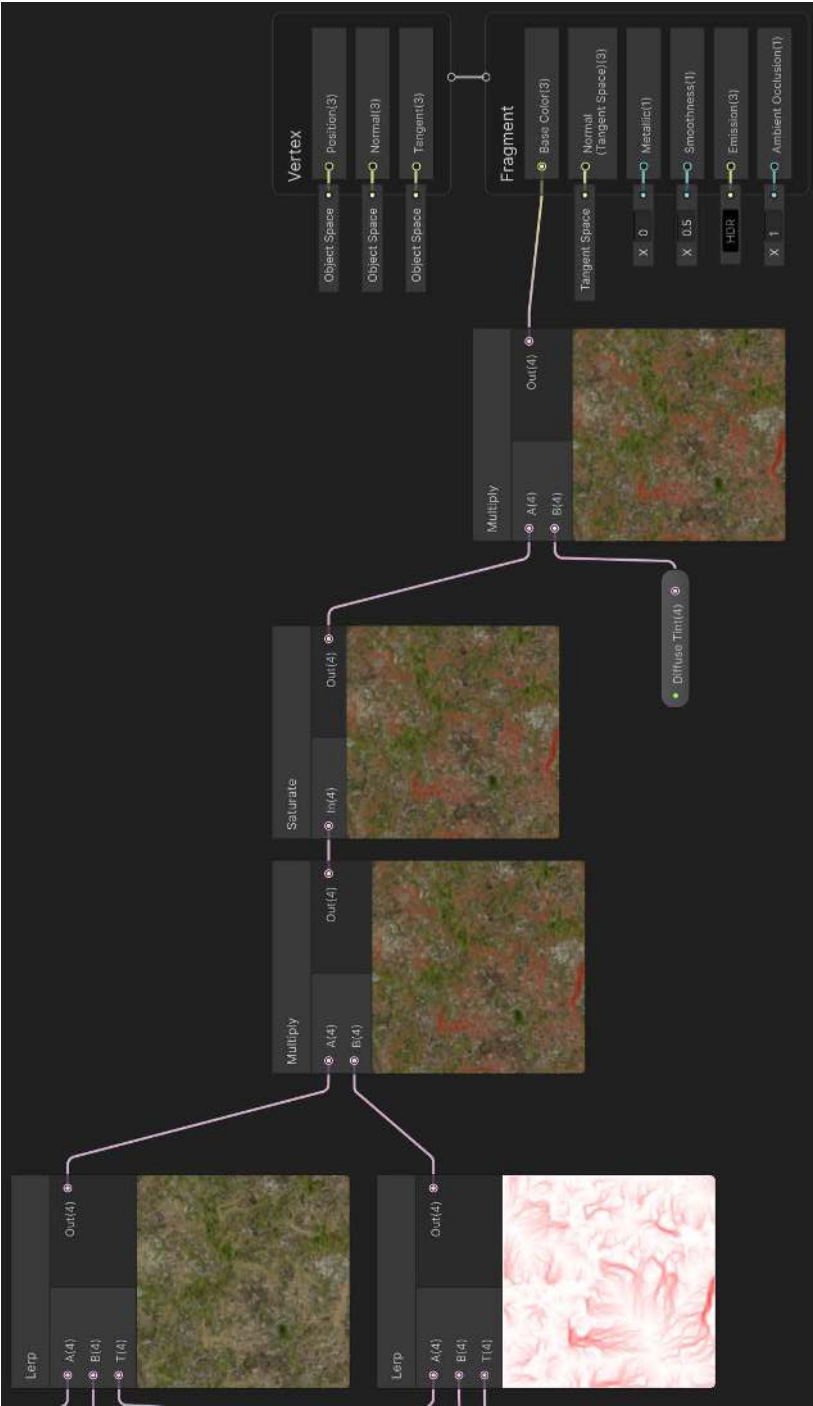 Lerp
A(4) Out(4)
B(4)
T(4)
Lerp
A(4) Out(4)
B(4)
T(4)
Multiply
A(4) Out(4)
B(4)
Saturate
In(4) Out(4)
Multiply
A(4) Out(4)
B(4)
Diffuse Tint(4)
Vertex
Object Space Position(3)
Object Space Normal(3)
Object Space Tangent(3)
Fragment
Base Color(3)
Tangent Space Normal
(Tangent Space)(3)
X 0 Metallic(1)
X 0.5 Smoothness(1)
HDR Emission(3)
X 1 Ambient Occlusion(1)